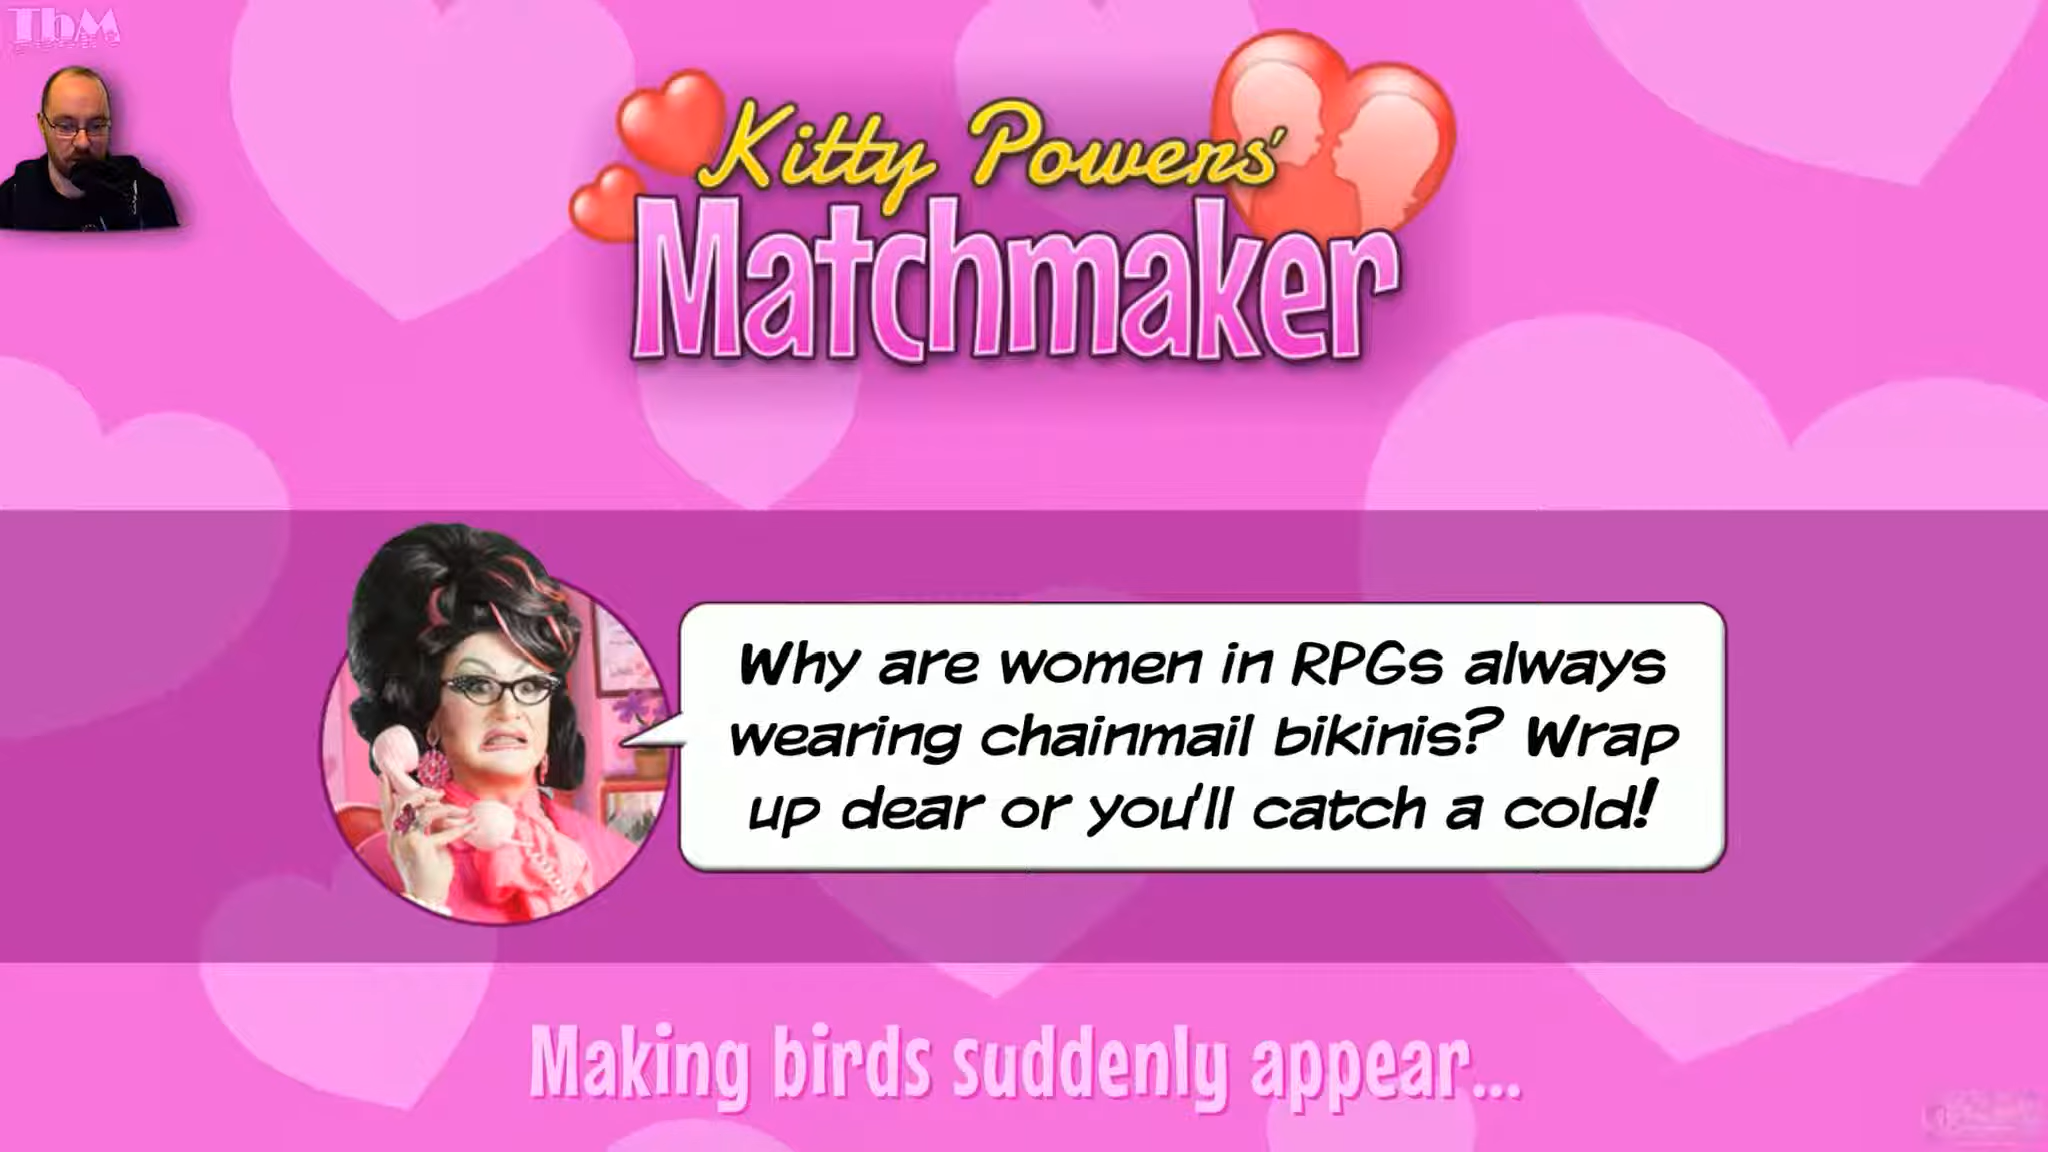 TbM
Kitty Powers'
Matchmaker
Why are women in RPGs always
wearing chainmail bikinis? Wrap
up dear or you'll catch a cold!
Making birds suddenly appear...